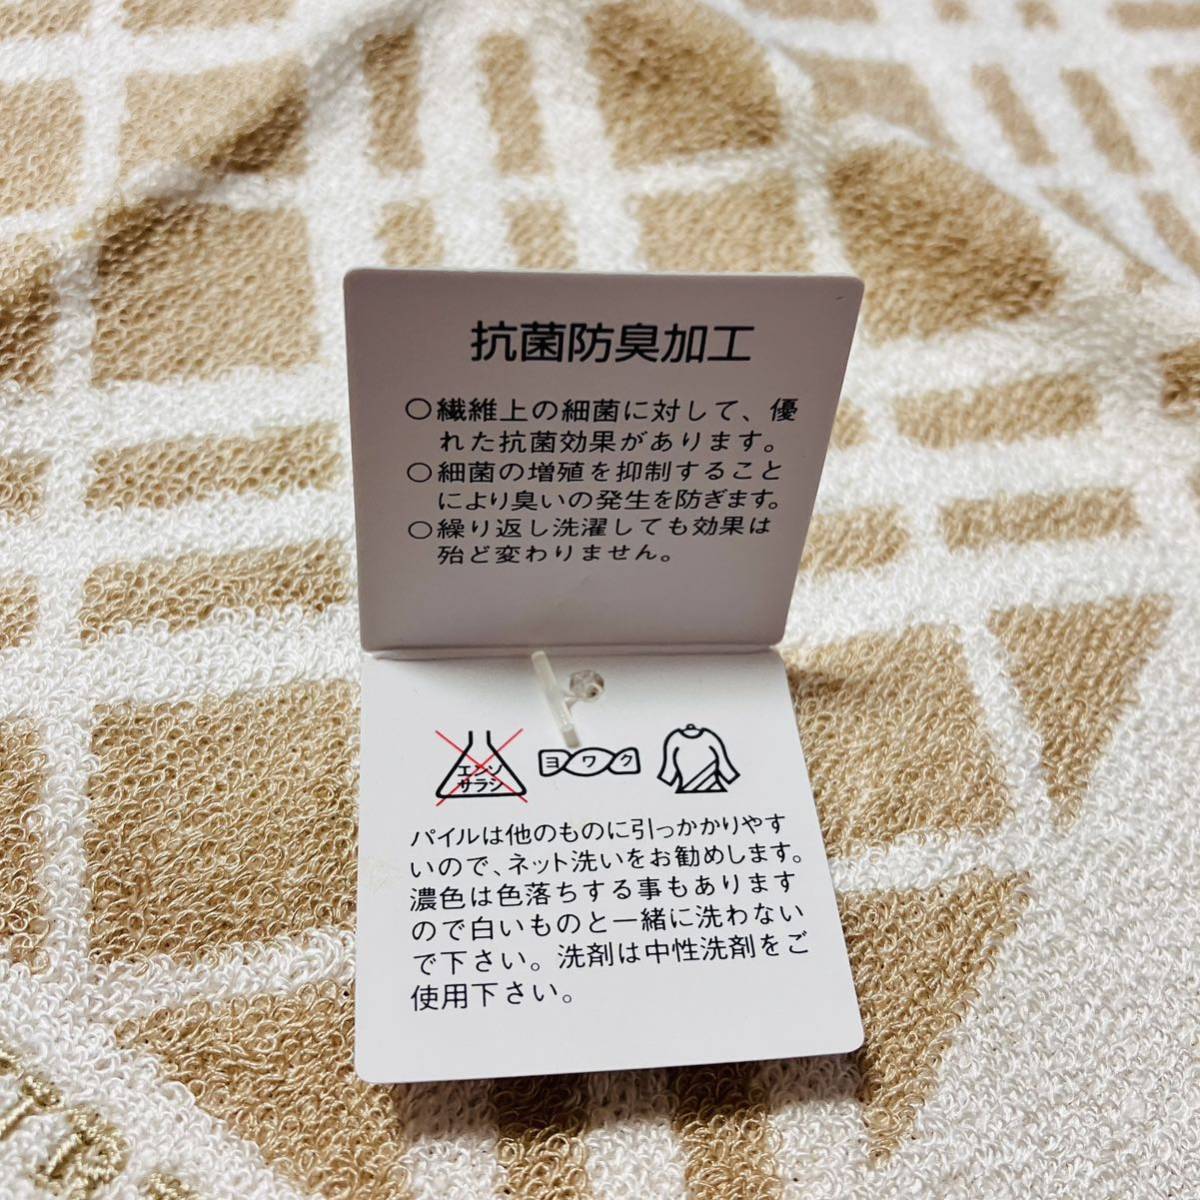 抗菌防臭加工
○繊維上の細菌に対して、優
れた抗菌効果があります。
○細菌の増殖を抑制すること
により臭いの発生を防ぎます。
○繰り返し洗濯しても効果は
殆ど変わりません。
エンソ
サラシ
ヨワク
パイルは他のものに引っかかりやす
いので、ネット洗いをお勧めします。
濃色は色落ちする事もあります
ので白いものと一緒に洗わない
で下さい。洗剤は中性洗剤をご
使用下さい。